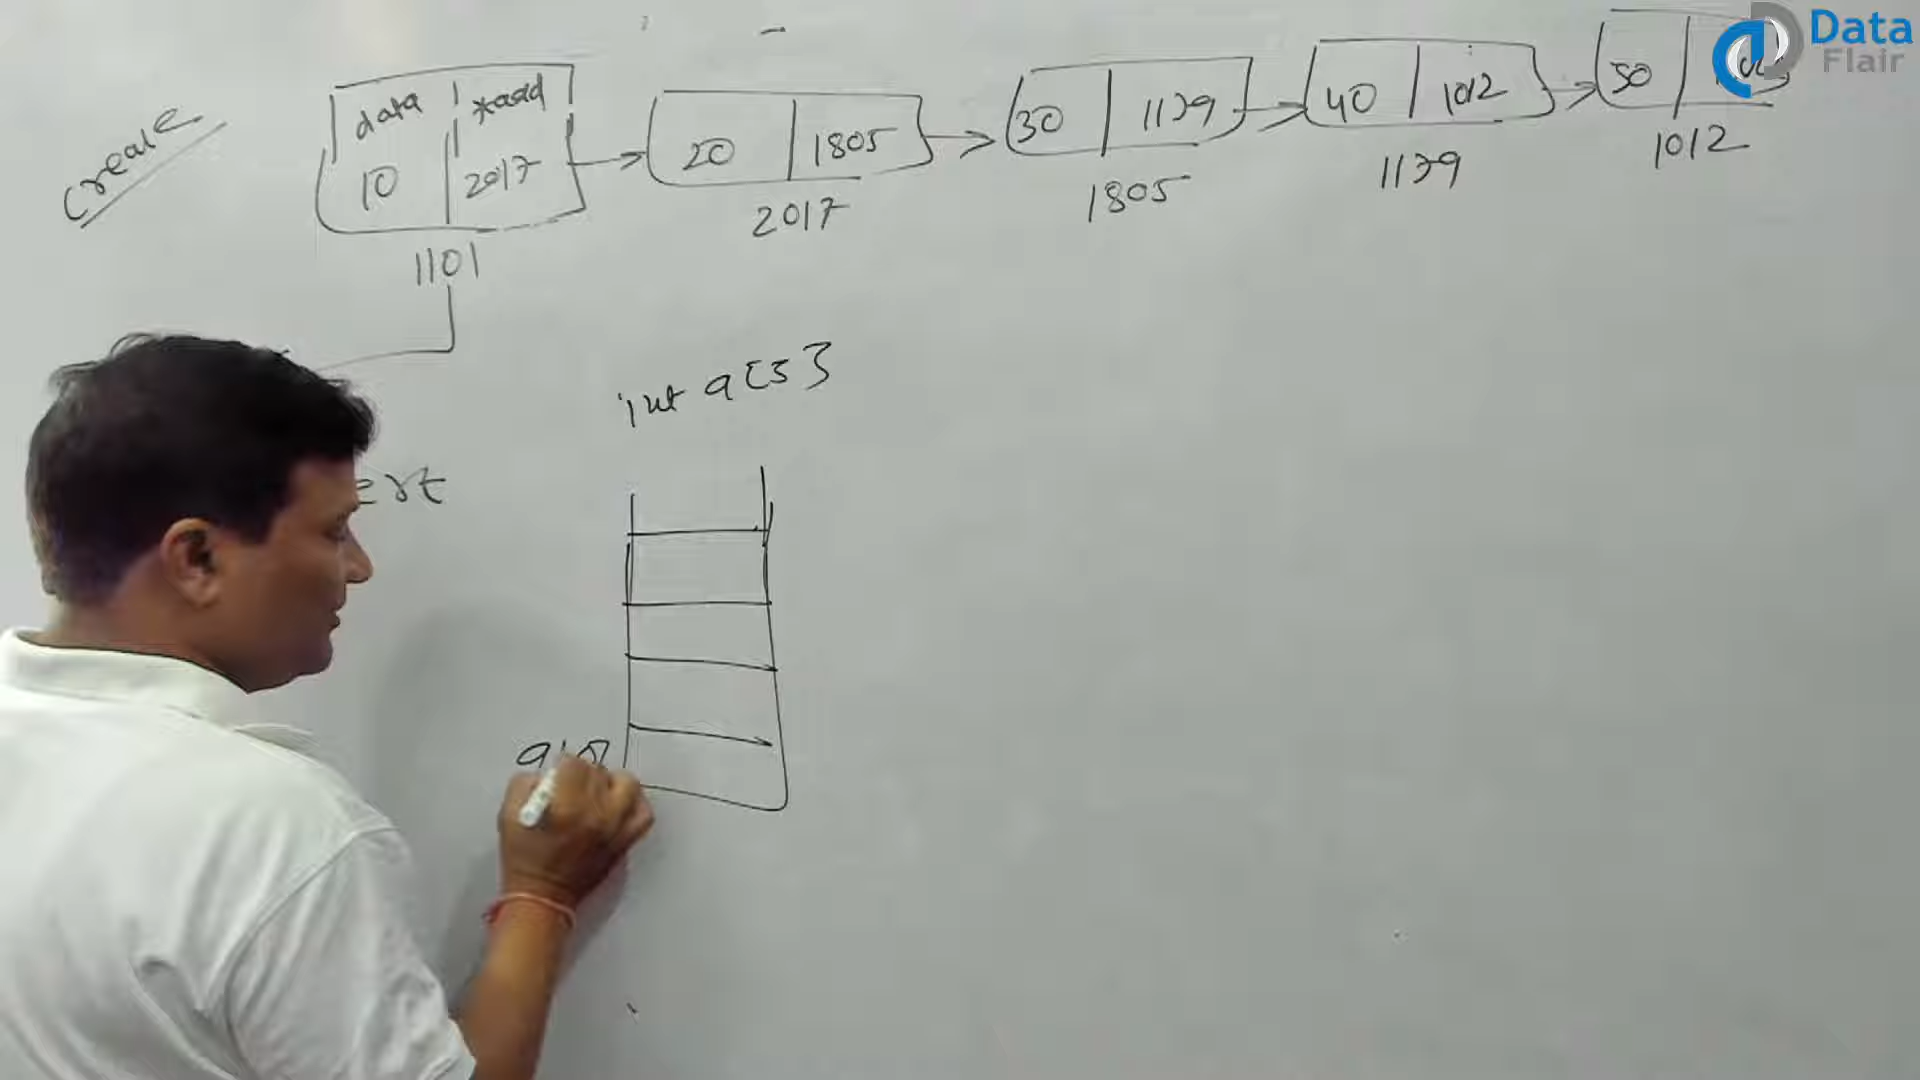 Create
data *add
10 2017
1101
20 1805
2017
30 1139
1805
40 1012
1139
50
1012
int a[5]
ert
Data
Flair